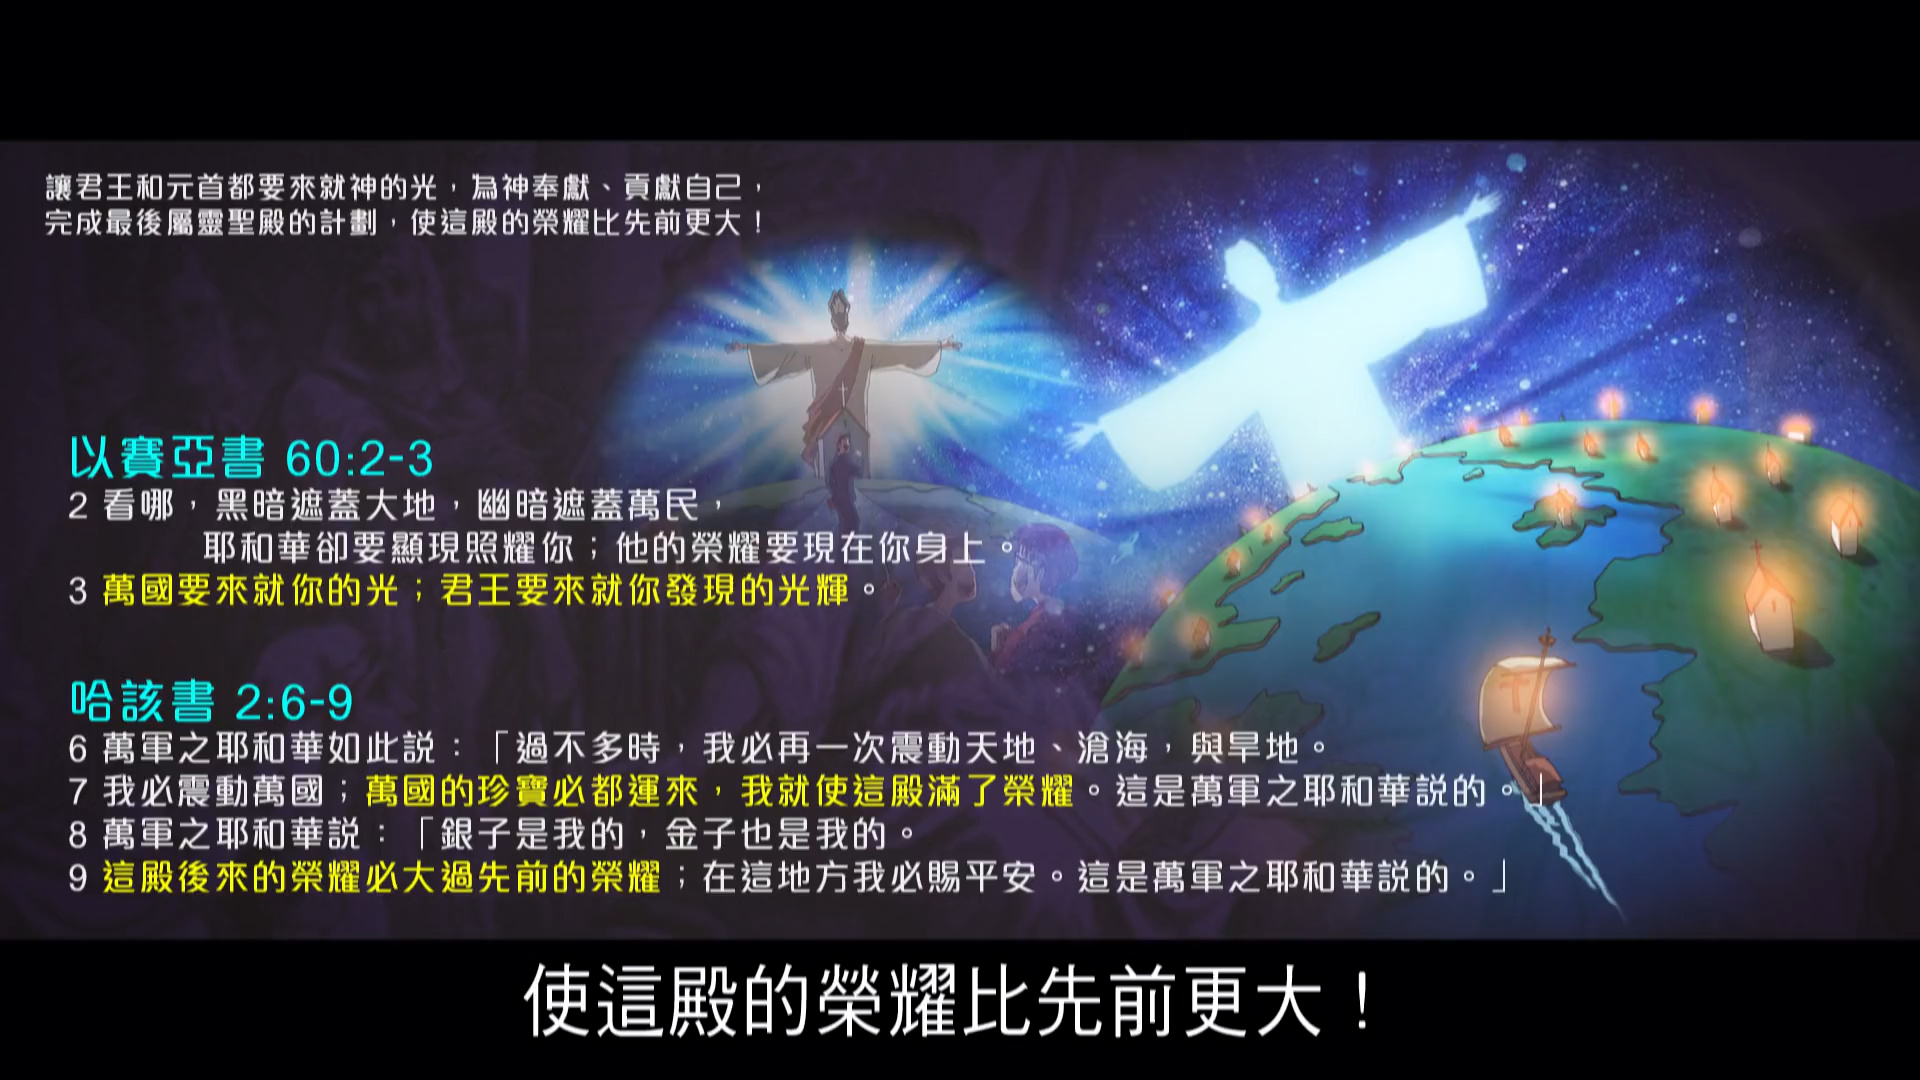 讓君王和元首都要來就神的光，為神奉獻、貢獻自己，
完成最後屬靈聖殿的計劃，使這殿的榮耀比先前更大！
以賽亞書 60:2-3
2 看哪，黑暗遮蓋大地，幽暗遮蓋萬民，
耶和華卻要顯現照耀你；他的榮耀要現在你身上。
3 萬國要來就你的光；君王要來就你發現的光輝。
哈該書 2:6-9
6 萬軍之耶和華如此説：「過不多時，我必再一次震動天地、滄海，與旱地。
7 我必震動萬國；萬國的珍寶必都運來，我就使這殿滿了榮耀。這是萬軍之耶和華説的。」
8 萬軍之耶和華説：「銀子是我的，金子也是我的。
9 這殿後來的榮耀必大過先前的榮耀；在這地方我必賜平安。這是萬軍之耶和華説的。」
使這殿的榮耀比先前更大！